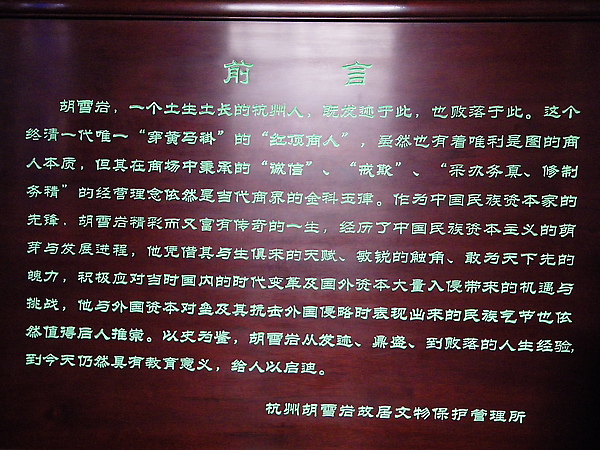 前言
胡雪岩，一个土生土长的杭州人，既发迹于此，也败落于此。这个
终清一代唯一“穿黄马褂”的“红顶商人”，虽然也有着唯利是图的商
人本质，但其在商场中秉承的“诚信”、“戒欺”、“采办务真、修制
务精”的经营理念依然是当代商界的金科玉律。作为中国民族资本家的
先锋，胡雪岩精彩而又富有传奇的一生，经历了中国民族资本主义的萌
芽与发展过程，他凭借其与生俱来的天赋、敏锐的触角、敢为天下先的
魄力，积极应对当时国内的时代变革及国外资本大量入侵带来的机遇与
挑战，他与外国资本对垒及其抗击外国侵略时表现出来的民族气节也依
然值得后人推崇。以史为鉴，胡雪岩从发迹、鼎盛、到败落的人生经验，
到今天仍然具有教育意义，给人以启迪。
杭州胡雪岩故居文物保护管理所